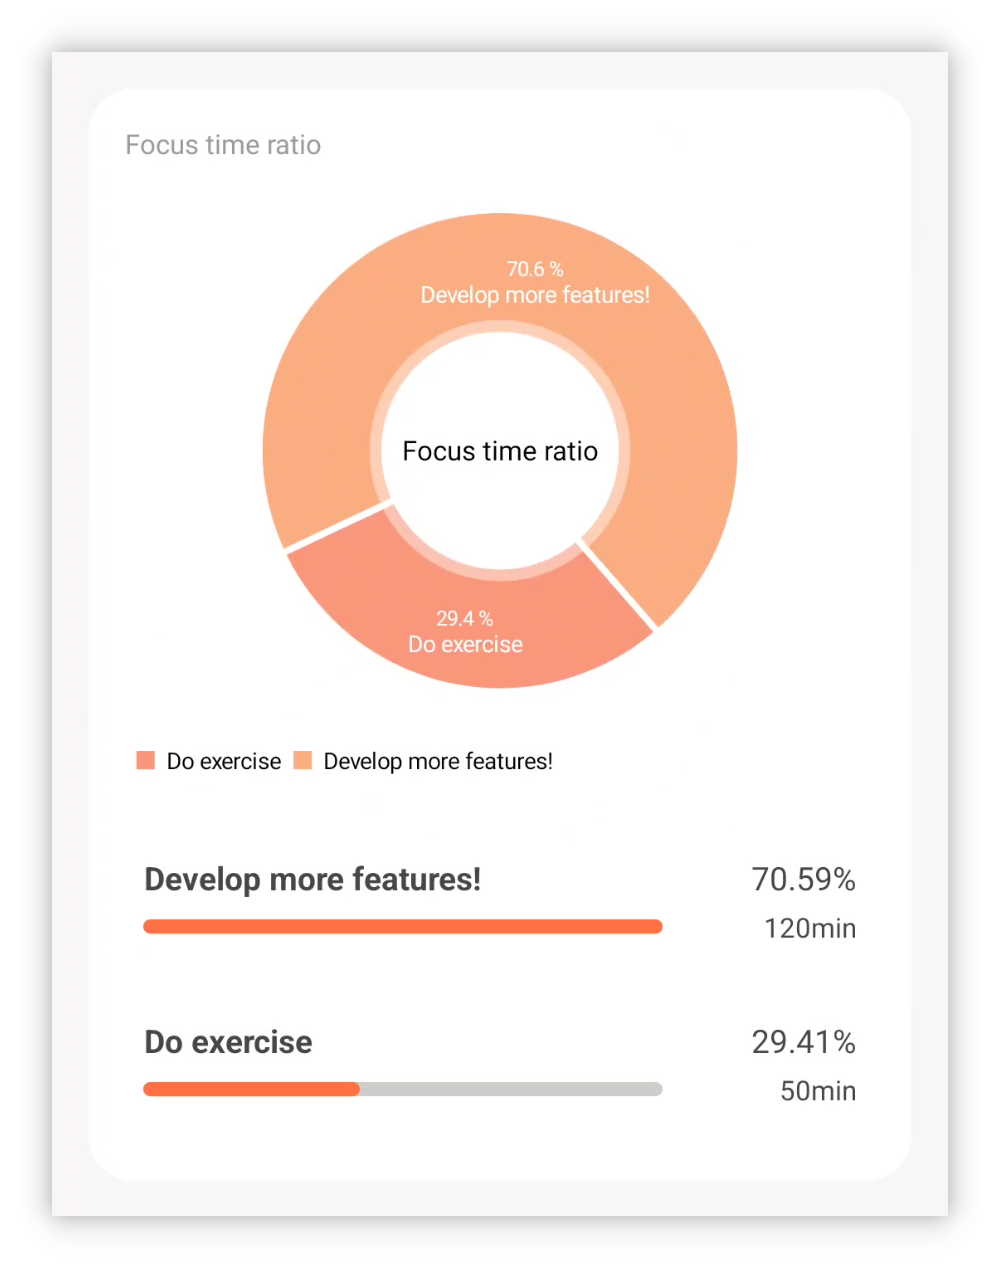 Focus time ratio
70.6 %
Develop more features!
Focus time ratio
29.4 %
Do exercise
Do exercise Develop more features!
Develop more features! 70.59%
120min
Do exercise 29.41%
50min